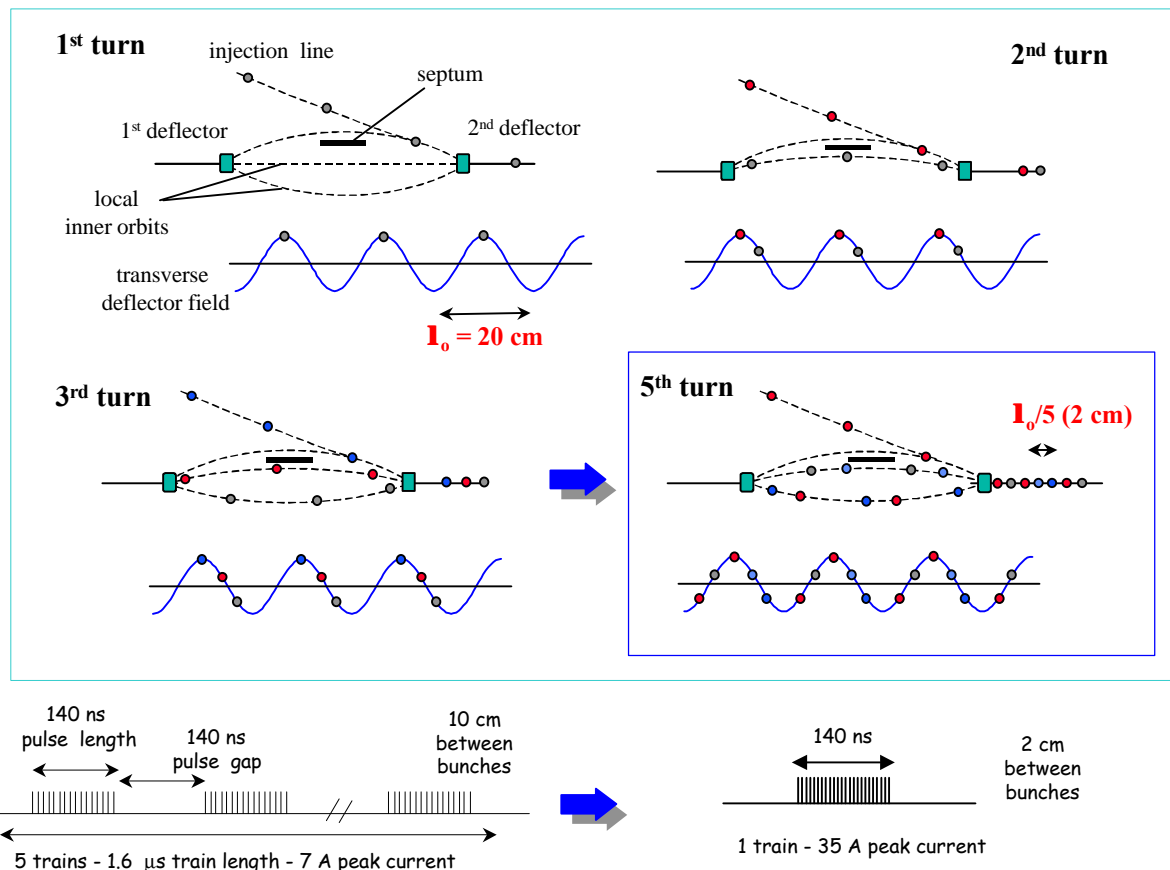 1st turn
injection line
septum
1st deflector
2nd deflector
local
inner orbits
transverse
deflector field
lo = 20 cm
2nd turn
3rd turn
5th turn
lo/5 (2 cm)
140 ns
pulse length
140 ns
pulse gap
10 cm
between
bunches
5 trains - 1.6 μs train length - 7 A peak current
140 ns
2 cm
between
bunches
1 train - 35 A peak current